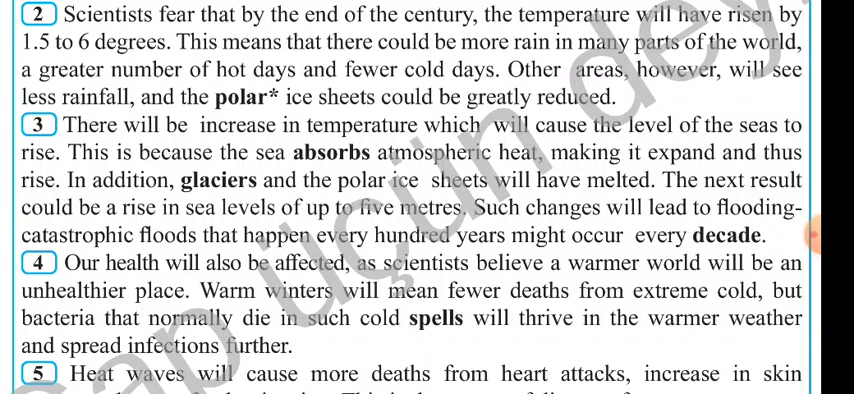 2 Scientists fear that by the end of the century, the temperature will have risen by
1.5 to 6 degrees. This means that there could be more rain in many parts of the world,
a greater number of hot days and fewer cold days. Other areas, however, will see
less rainfall, and the polar* ice sheets could be greatly reduced.
3 There will be increase in temperature which will cause the level of the seas to
rise. This is because the sea absorbs atmospheric heat, making it expand and thus
rise. In addition, glaciers and the polar ice sheets will have melted. The next result
could be a rise in sea levels of up to five metres. Such changes will lead to flooding-
catastrophic floods that happen every hundred years might occur every decade.
4 Our health will also be affected, as scientists believe a warmer world will be an
unhealthier place. Warm winters will mean fewer deaths from extreme cold, but
bacteria that normally die in such cold spells will thrive in the warmer weather
and spread infections further.
5 Heat waves will cause more deaths from heart attacks, increase in skin